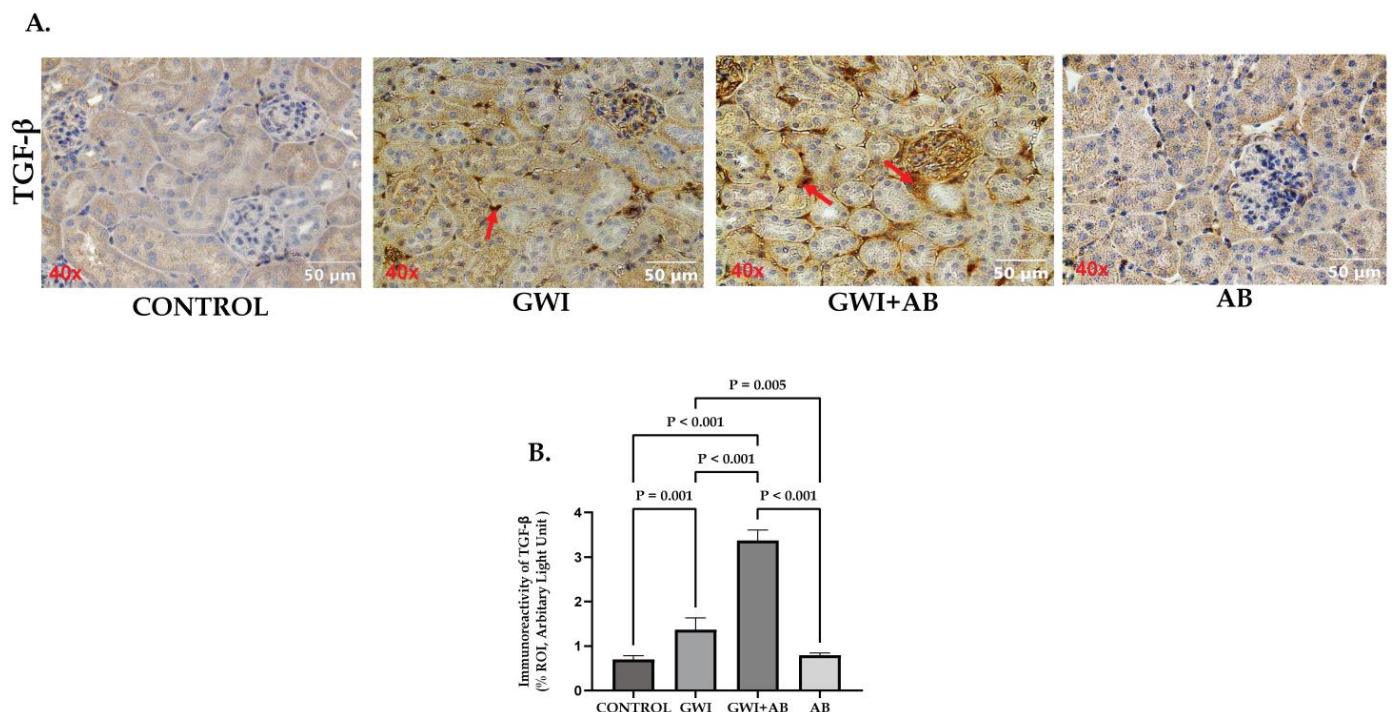 A.
TGF-β
40x
50 μm
40x
50 μm
40x
50 μm
40x
50 μm
CONTROL
GWI
GWI+AB
AB
B.
P = 0.005
P < 0.001
P < 0.001
P = 0.001
P < 0.001
Immunoreactivity of TGF-β
(% ROI, Arbitary Light Unit )
4
3
2
1
0
CONTROL GWI GWI+AB AB